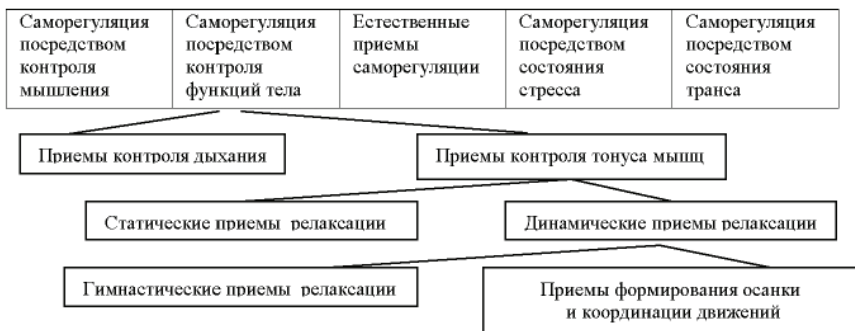 Саморегуляция
посредством
контроля
мышления
Саморегуляция
посредством
контроля
функций тела
Естественные
приемы
саморегуляции
Саморегуляция
посредством
состояния
стресса
Саморегуляция
посредством
состояния
транса
Приемы контроля дыхания
Приемы контроля тонуса мышц
Статические приемы релаксации
Динамические приемы релаксации
Гимнастические приемы релаксации
Приемы формирования осанки
и координации движений